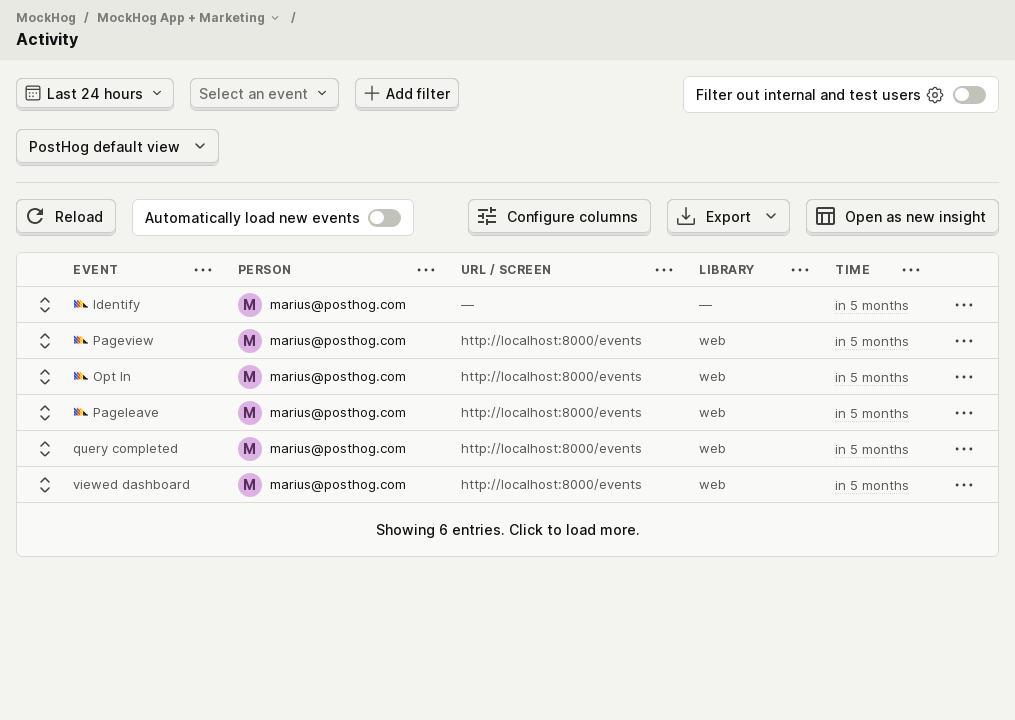 MockHog / MockHog App + Marketing /
Activity
Last 24 hours Select an event Add filter Filter out internal and test users
PostHog default view
Reload Automatically load new events Configure columns Export Open as new insight
EVENT PERSON URL / SCREEN LIBRARY TIME
Identify M marius@posthog.com — — in 5 months
Pageview M marius@posthog.com http://localhost:8000/events web in 5 months
Opt In M marius@posthog.com http://localhost:8000/events web in 5 months
Pageleave M marius@posthog.com http://localhost:8000/events web in 5 months
query completed M marius@posthog.com http://localhost:8000/events web in 5 months
viewed dashboard M marius@posthog.com http://localhost:8000/events web in 5 months
Showing 6 entries. Click to load more.